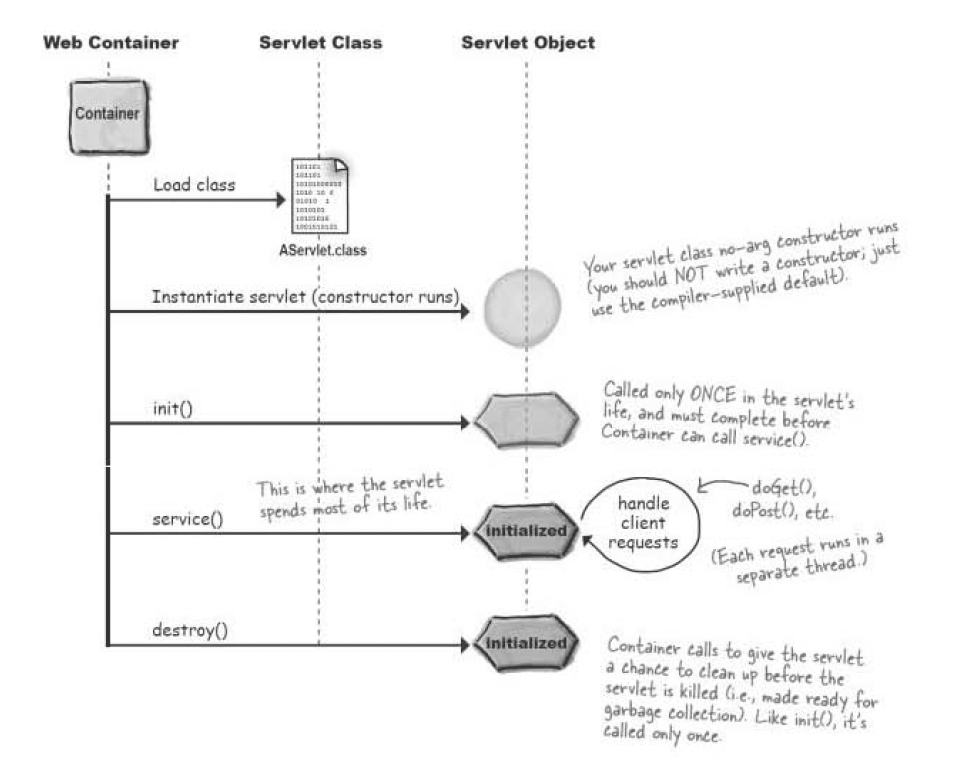 Web Container
Servlet Class
Servlet Object
Container
Load class
101101
101101
10101000010
1010 10 0
01010 1
1010101
10101010
1001010101
AServlet.class
Instantiate servlet (constructor runs)
Your servlet class no-arg constructor runs
(you should NOT write a constructor; just
use the compiler-supplied default).
init()
Called only ONCE in the servlet's
life, and must complete before
Container can call service().
This is where the servlet
spends most of its life.
service()
initialized
handle
client
requests
doGet(),
doPost(), etc.
(Each request runs in a
separate thread.)
destroy()
initialized
Container calls to give the servlet
a chance to clean up before the
servlet is killed (i.e., made ready for
garbage collection). Like init(), it's
called only once.